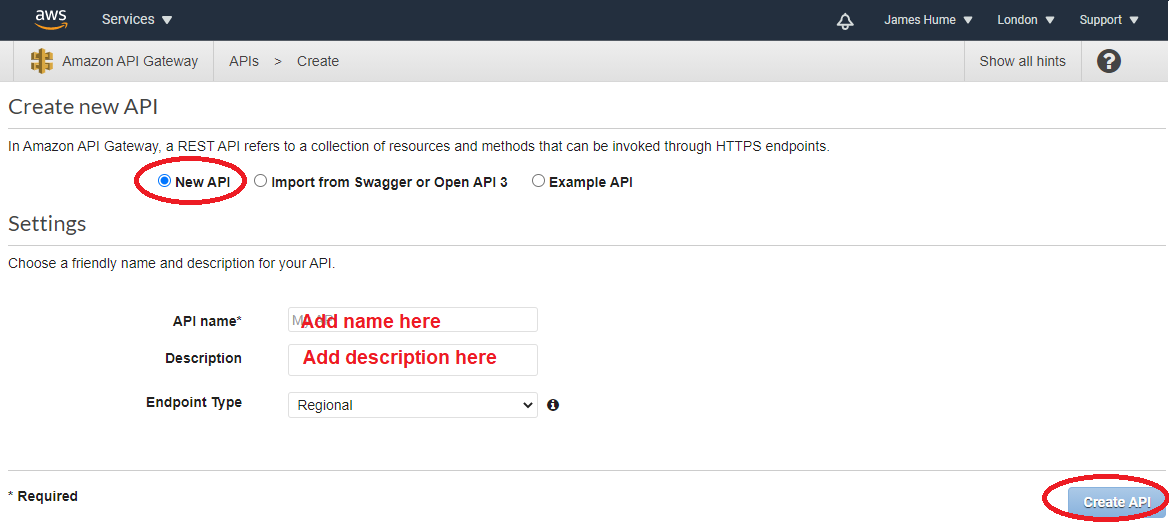 aws Services James Hume London Support
Amazon API Gateway APIs > Create Show all hints ?
Create new API
In Amazon API Gateway, a REST API refers to a collection of resources and methods that can be invoked through HTTPS endpoints.
New API Import from Swagger or Open API 3 Example API
Settings
Choose a friendly name and description for your API.
API name* Add name here
Description Add description here
Endpoint Type Regional
* Required
Create API